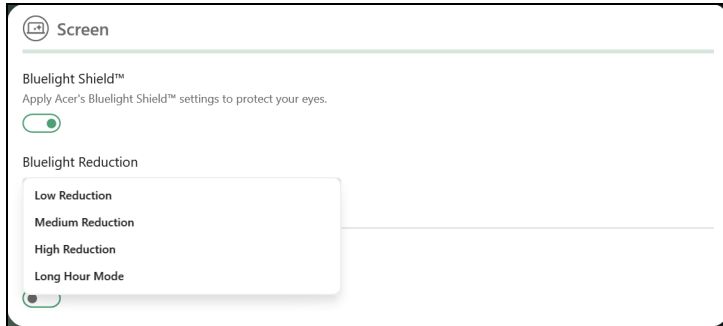 Screen
Bluelight Shield™
Apply Acer's Bluelight Shield™ settings to protect your eyes.
Bluelight Reduction
Low Reduction
Medium Reduction
High Reduction
Long Hour Mode